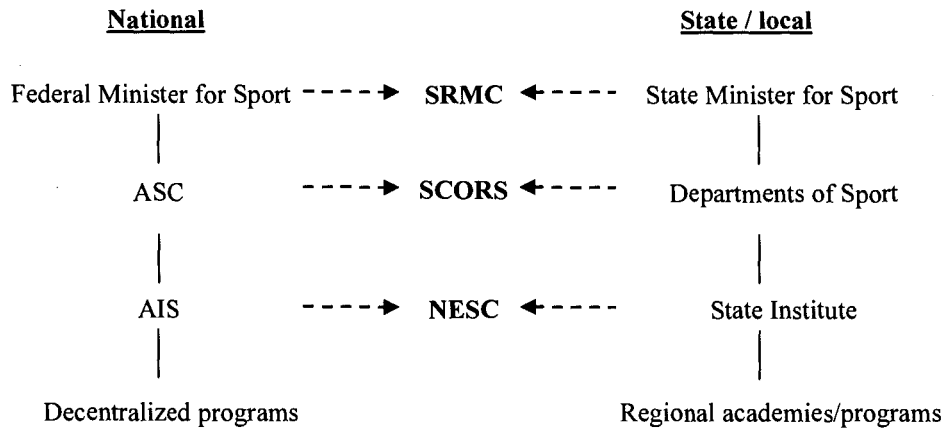 National State / local
Federal Minister for Sport SRMC State Minister for Sport
ASC SCORS Departments of Sport
AIS NESC State Institute
Decentralized programs Regional academies/programs